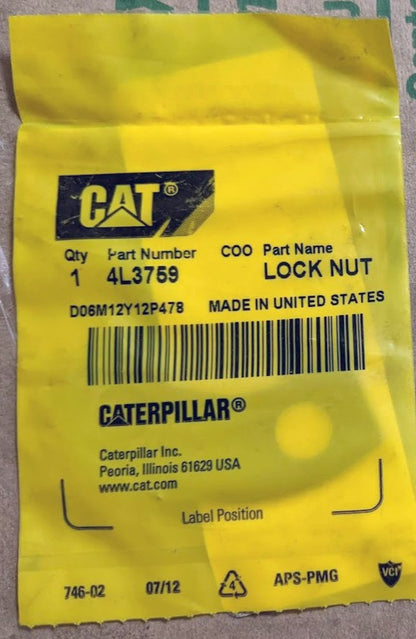 CAT®
Qty Part Number COO Part Name
1 4L3759 LOCK NUT
D06M12Y12P478 MADE IN UNITED STATES
CATERPILLAR®
Caterpillar Inc.
Peoria, Illinois 61629 USA
www.cat.com
Label Position
746-02 07/12 4 APS-PMG VCI